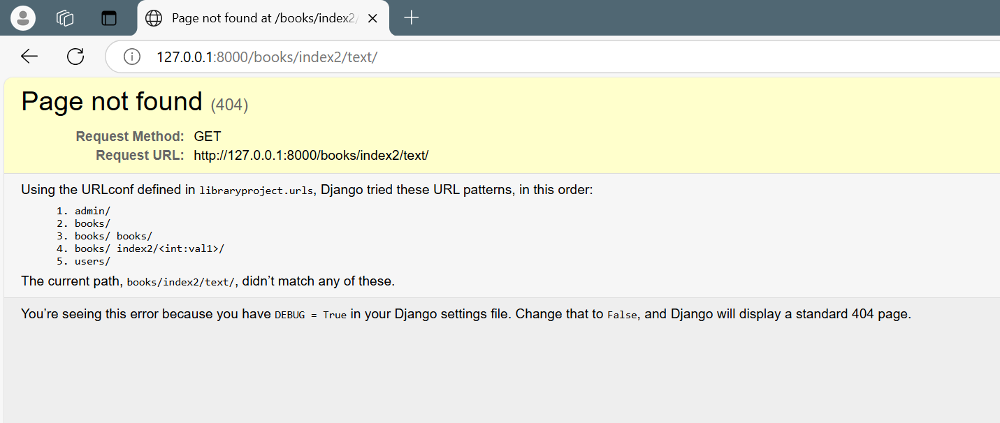 Page not found at /books/index2/
127.0.0.1:8000/books/index2/text/
Page not found (404)
Request Method: GET
Request URL: http://127.0.0.1:8000/books/index2/text/
Using the URLconf defined in libraryproject.urls, Django tried these URL patterns, in this order:
1. admin/
2. books/
3. books/ books/
4. books/ index2/<int:val1>/
5. users/
The current path, books/index2/text/, didn’t match any of these.
You’re seeing this error because you have DEBUG = True in your Django settings file. Change that to False, and Django will display a standard 404 page.